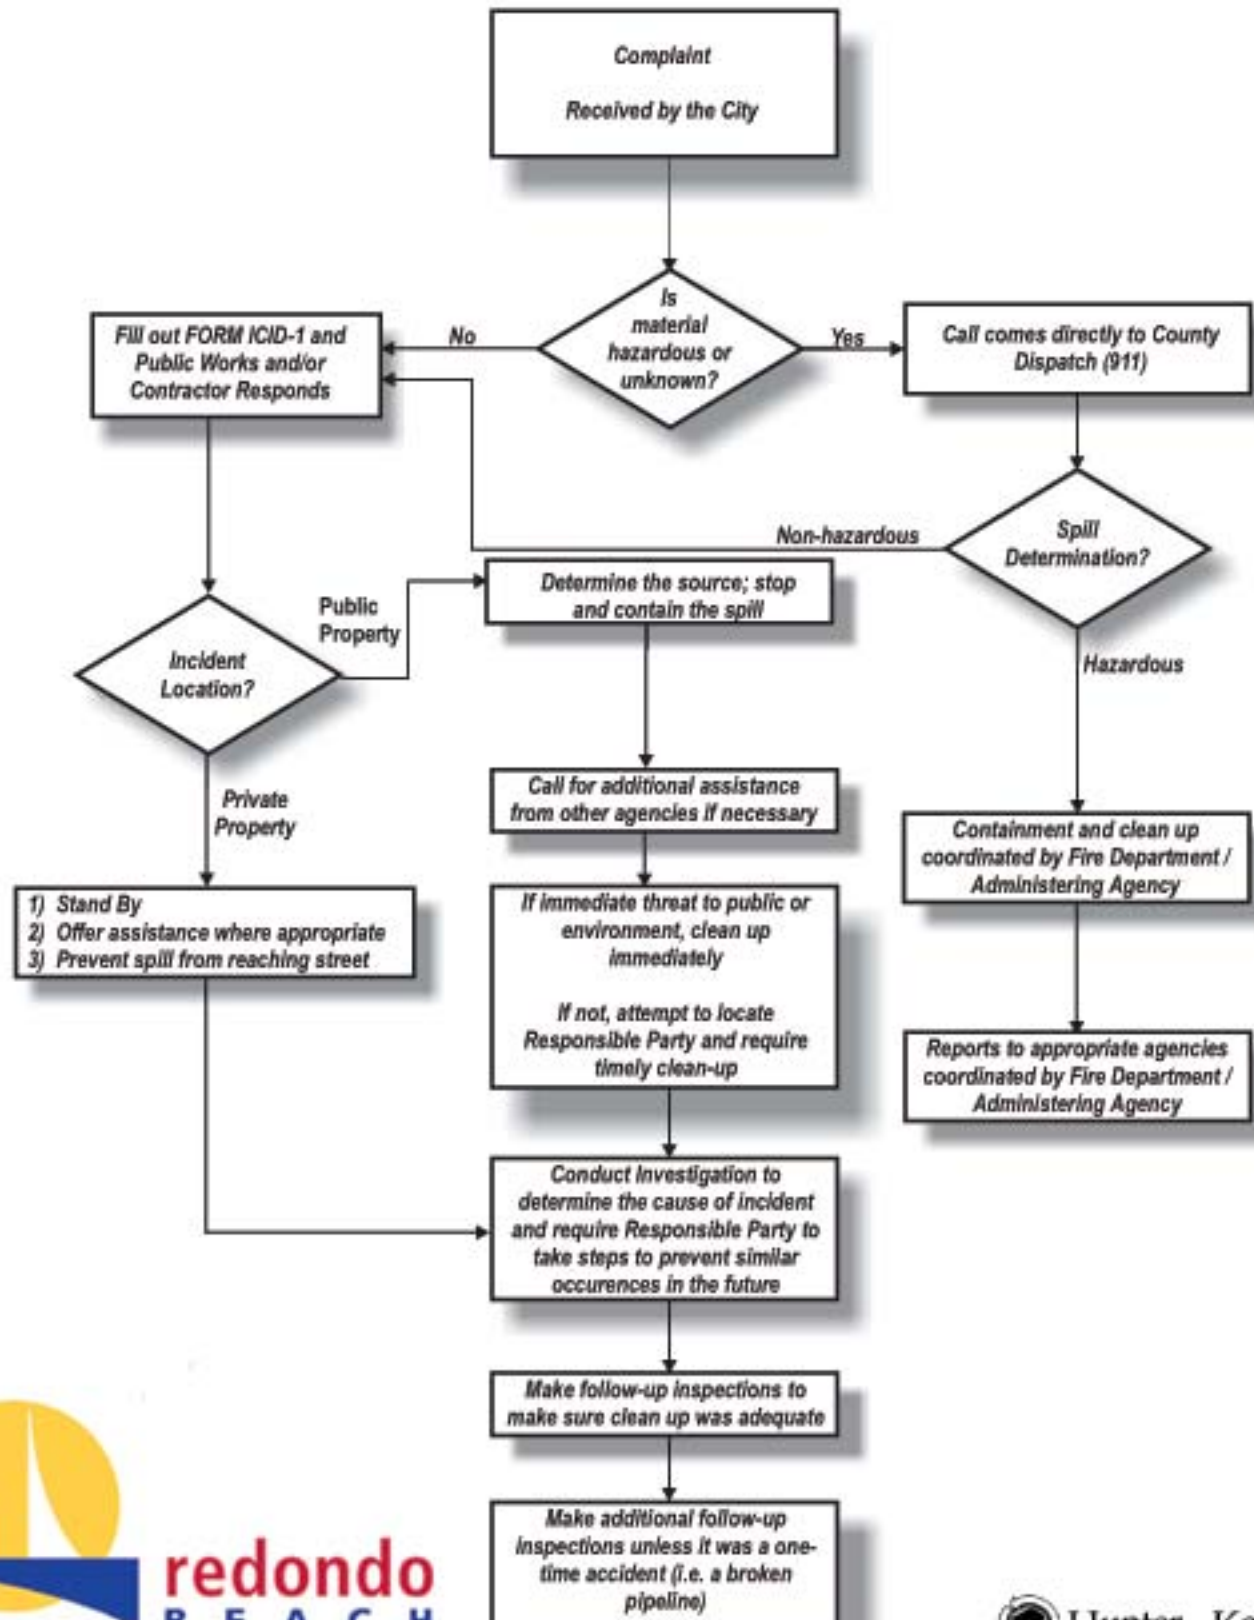 Complaint
Received by the City
Is
material
hazardous or
unknown?
No
Yes
Fill out FORM ICID-1 and
Public Works and/or
Contractor Responds
Call comes directly to County
Dispatch (911)
Spill
Determination?
Non-hazardous
Hazardous
Incident
Location?
Public
Property
Private
Property
Determine the source; stop
and contain the spill
Call for additional assistance
from other agencies if necessary
Containment and clean up
coordinated by Fire Department /
Administering Agency
1) Stand By
2) Offer assistance where appropriate
3) Prevent spill from reaching street
If immediate threat to public or
environment, clean up
immediately
If not, attempt to locate
Responsible Party and require
timely clean-up
Reports to appropriate agencies
coordinated by Fire Department /
Administering Agency
Conduct Investigation to
determine the cause of incident
and require Responsible Party to
take steps to prevent similar
occurences in the future
Make follow-up inspections to
make sure clean up was adequate
Make additional follow-up
inspections unless it was a one-
time accident (i.e. a broken
pipeline)
redondo
BEACH